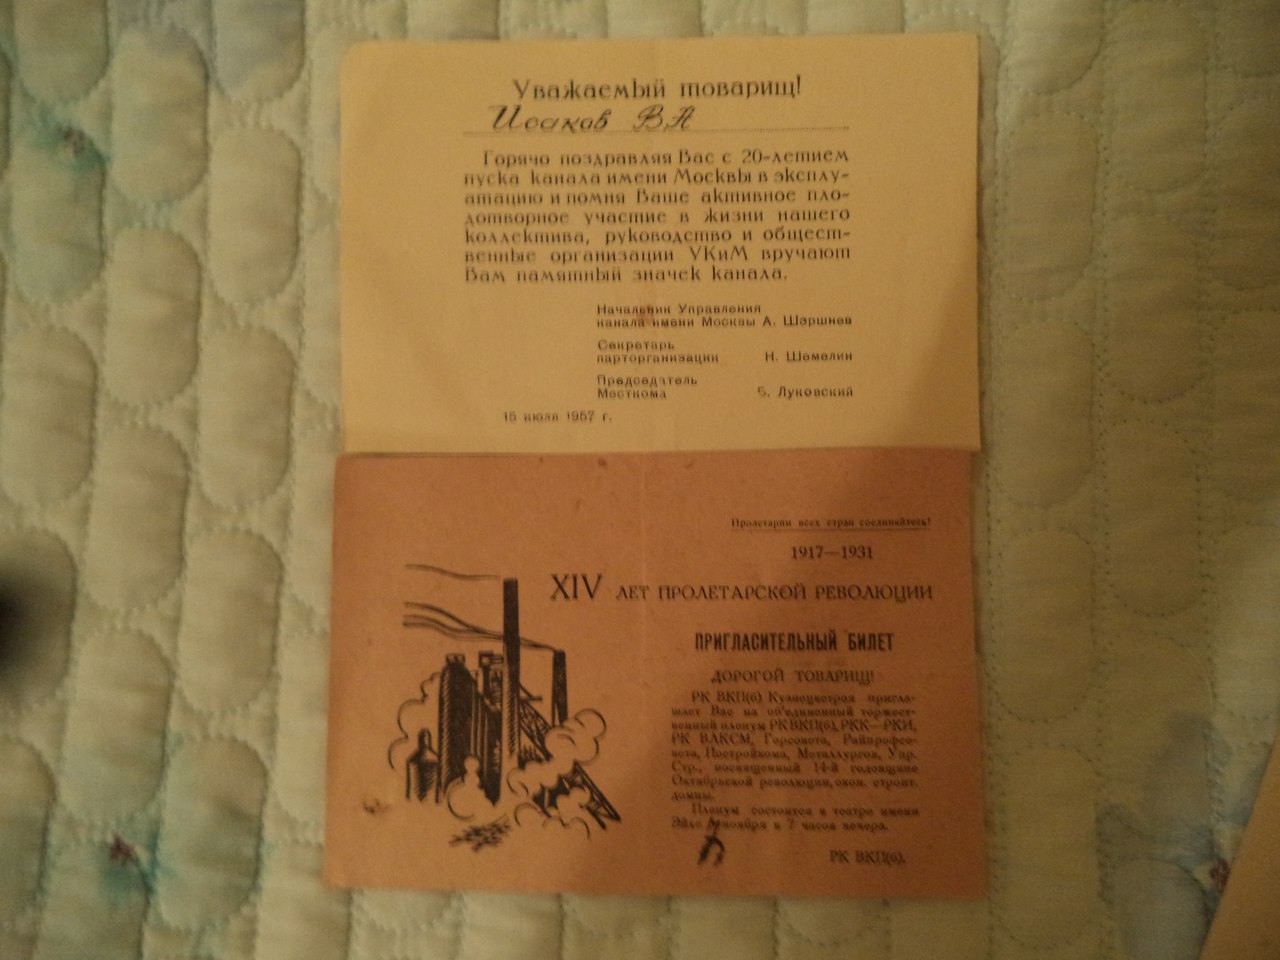 Уважаемый товарищ!
Исаков В А
Горячо поздравляя Вас с 20-летием
пуска канала имени Москвы в эксплу-
атацию и помня Ваше активное пло-
дотворное участие в жизни нашего
коллектива, руководство и общест-
венные организации УКиМ вручают
Вам памятный значек канала.
Начальник Управления
канала имени Москвы А. Шаршнев
Секретарь
парторганизации Н. Шемелин
Председатель
Месткома Б. Луковский
15 июля 1957 г.
Пролетарии всех стран соединяйтесь!
1917—1931
XIV ЛЕТ ПРОЛЕТАРСКОЙ РЕВОЛЮЦИИ
ПРИГЛАСИТЕЛЬНЫЙ БИЛЕТ
ДОРОГОЙ ТОВАРИЩ!
РК ВКП(б) Кузнецкстроя пригла-
шает Вас на об'единенный торжест-
венный пленум РК ВКП(б), РКК—РКИ,
РК ВЛКСМ, Горсовета, Райпрофсо-
вета, Постройкома, Металлургов, Упр.
Стр., посвященный 14-й годовщине
Октябрьской революции, окон. строит.
домны.
Пленум состоится в театре имени
Эйхе ноября в 7 часов вечера.
РК ВКП(б).